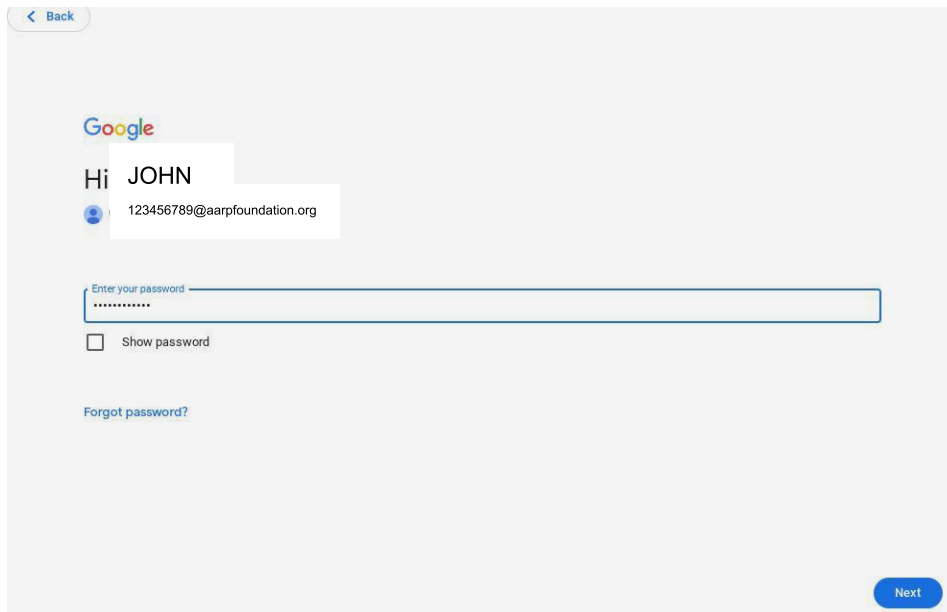 Back
Google
Hi JOHN
123456789@aarpfoundation.org
Enter your password
••••••••••••
Show password
Forgot password?
Next